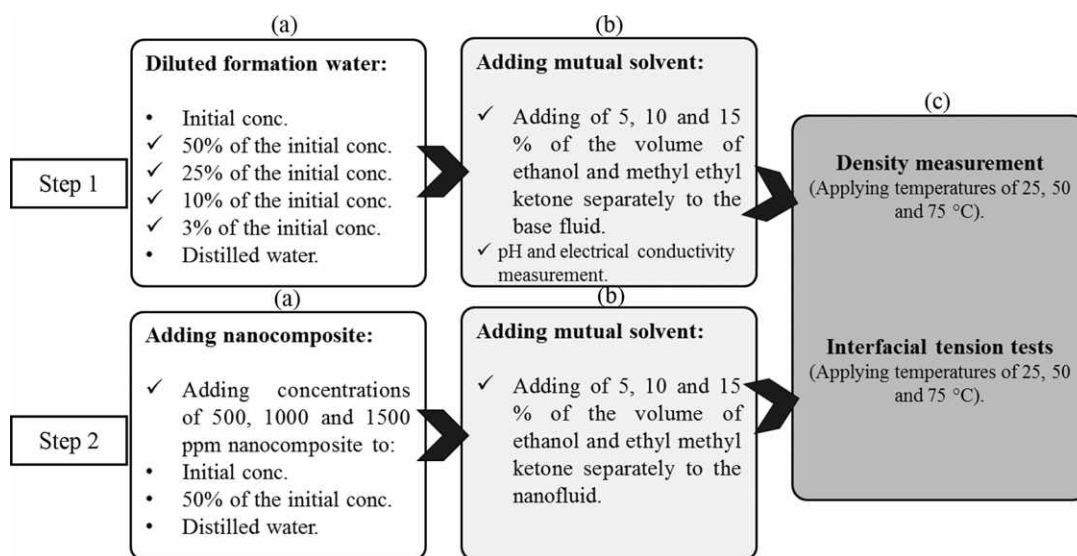 (a)
(b)
(c)
Step 1
Diluted formation water:
• Initial conc.
✓ 50% of the initial conc.
✓ 25% of the initial conc.
✓ 10% of the initial conc.
✓ 3% of the initial conc.
• Distilled water.
Adding mutual solvent:
✓ Adding of 5, 10 and 15
% of the volume of
ethanol and methyl ethyl
ketone separately to the
base fluid.
✓ pH and electrical conductivity
measurement.
Density measurement
(Applying temperatures of 25, 50
and 75 °C).
(a)
(b)
Step 2
Adding nanocomposite:
✓ Adding concentrations
of 500, 1000 and 1500
ppm nanocomposite to:
• Initial conc.
• 50% of the initial conc.
• Distilled water.
Adding mutual solvent:
✓ Adding of 5, 10 and 15
% of the volume of
ethanol and ethyl methyl
ketone separately to the
nanofluid.
Interfacial tension tests
(Applying temperatures of 25, 50
and 75 °C).